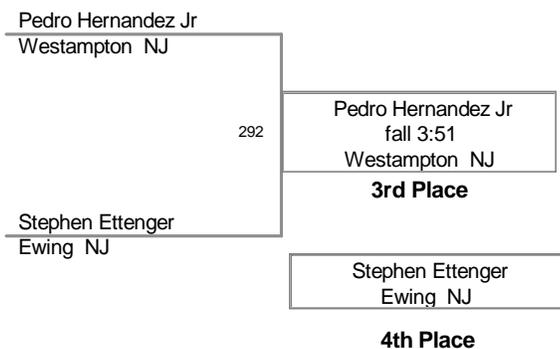 Pedro Hernandez Jr
Westampton NJ
292
Pedro Hernandez Jr
fall 3:51
Westampton NJ
3rd Place
Stephen Ettenger
Ewing NJ
Stephen Ettenger
Ewing NJ
4th Place